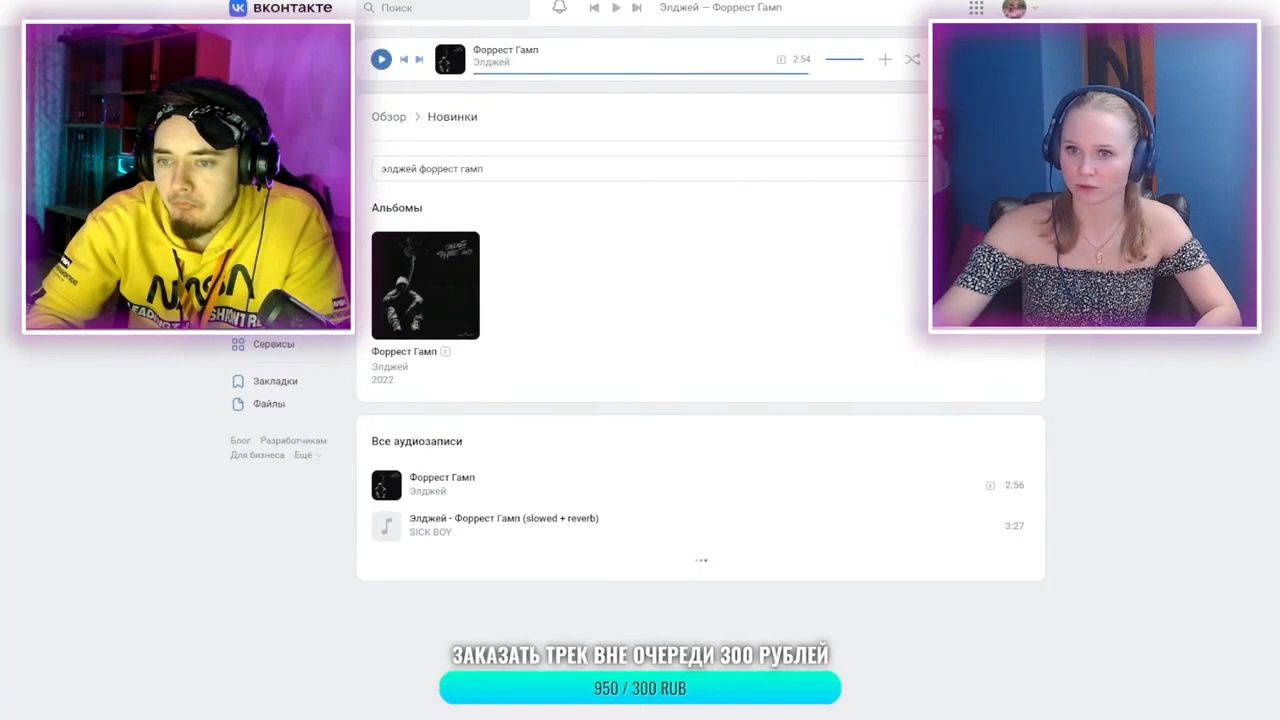 вконтакте
Поиск
Элджей — Форрест Гамп
Форрест Гамп
Элджей
2:54
Обзор > Новинки
элджей форрест гамп
Альбомы
Форрест Гамп E
Элджей
2022
Сервисы
Закладки
Файлы
Блог Разработчикам
Для бизнеса Ещё
Все аудиозаписи
Форрест Гамп
Элджей
E 2:56
Элджей - Форрест Гамп (slowed + reverb)
SICK BOY
3:27
NASA
ЗАКАЗАТЬ ТРЕК ВНЕ ОЧЕРЕДИ 300 РУБЛЕЙ
950 / 300 RUB